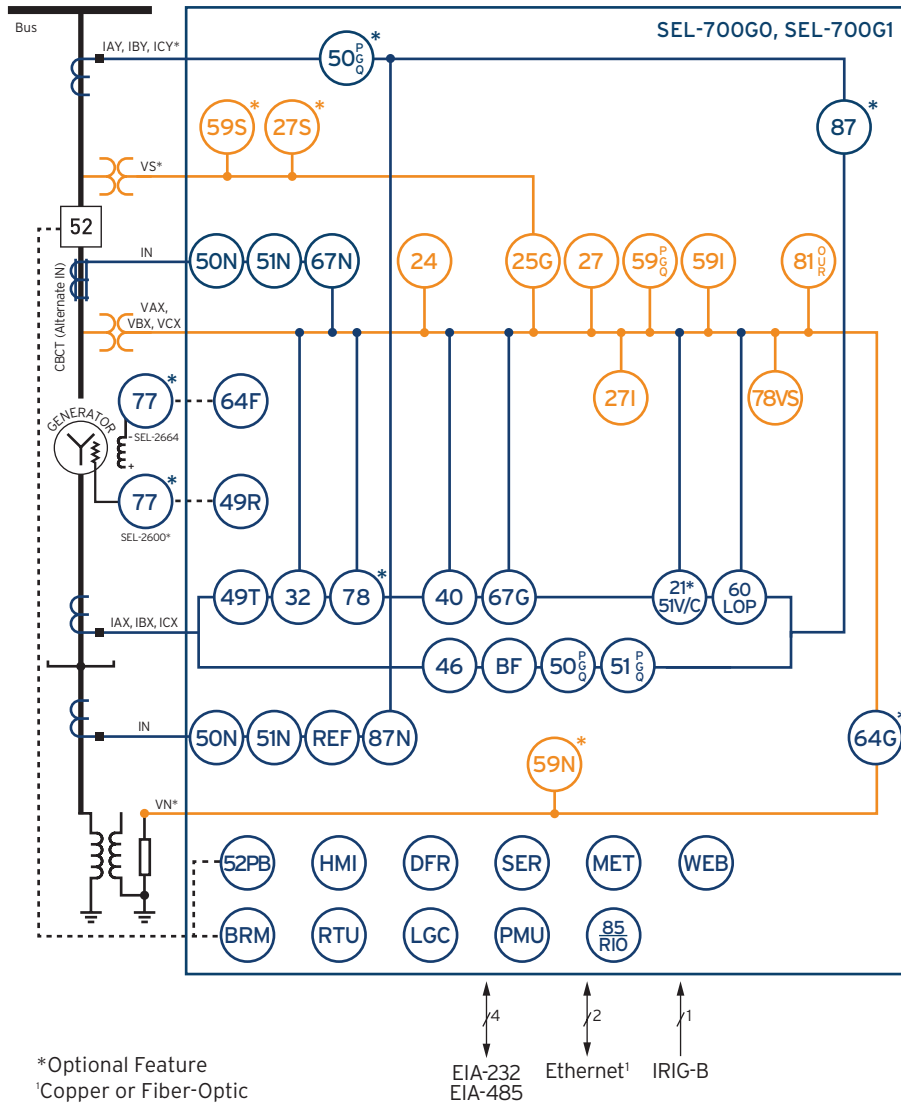 Bus
SEL-700G0, SEL-700G1
IAY, IBY, ICY*
50 P G Q *
59S *
27S *
87 *
VS*
52
IN
50N
51N
67N
24
25G
27
59 P G Q
59I
81 O U R
CBCT (Alternate IN)
VAX,
VBX, VCX
27I
78VS
GENERATOR
77 *
64F
- SEL-2664
+
77 *
49R
SEL-2600*
49T
32
78 *
40
67G
21*
51V/C
60
LOP
IAX, IBX, ICX
46
BF
50 P G Q
51 P G Q
IN
50N
51N
REF
87N
64G *
59N *
VN*
52PB
HMI
DFR
SER
MET
WEB
BRM
RTU
LGC
PMU
85
RIO
4
2
1
EIA-232
EIA-485
Ethernet¹
IRIG-B
*Optional Feature
¹Copper or Fiber-Optic